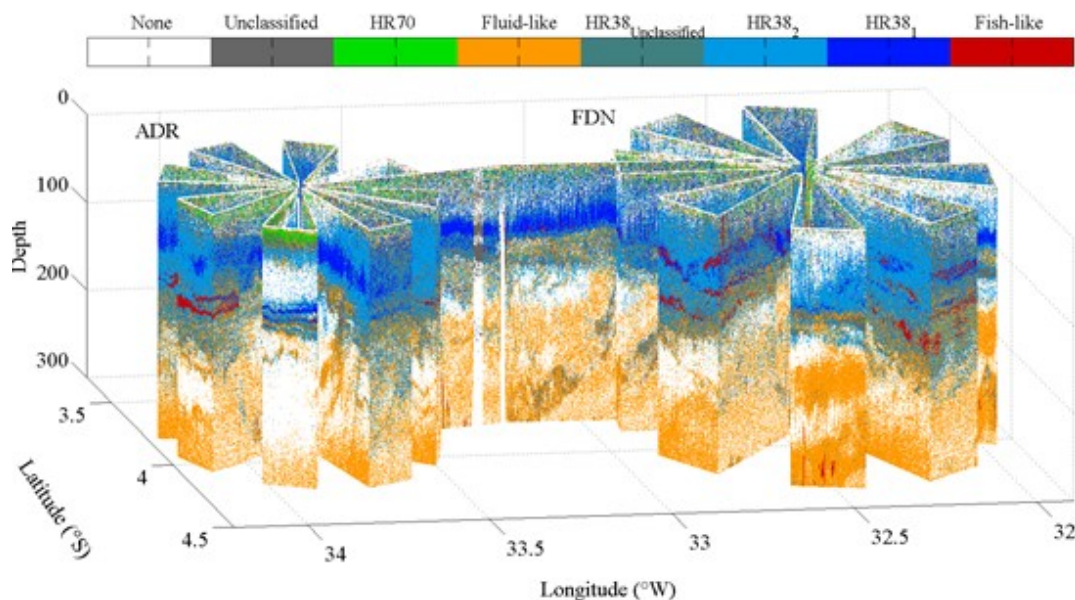 None Unclassified HR70 Fluid-like HR38Unclassified HR382 HR381 Fish-like
0
ADR FDN
100
200
300
Depth
3.5
4
4.5
Latitude (°S)
34 33.5 33 32.5 32
Longitude (°W)